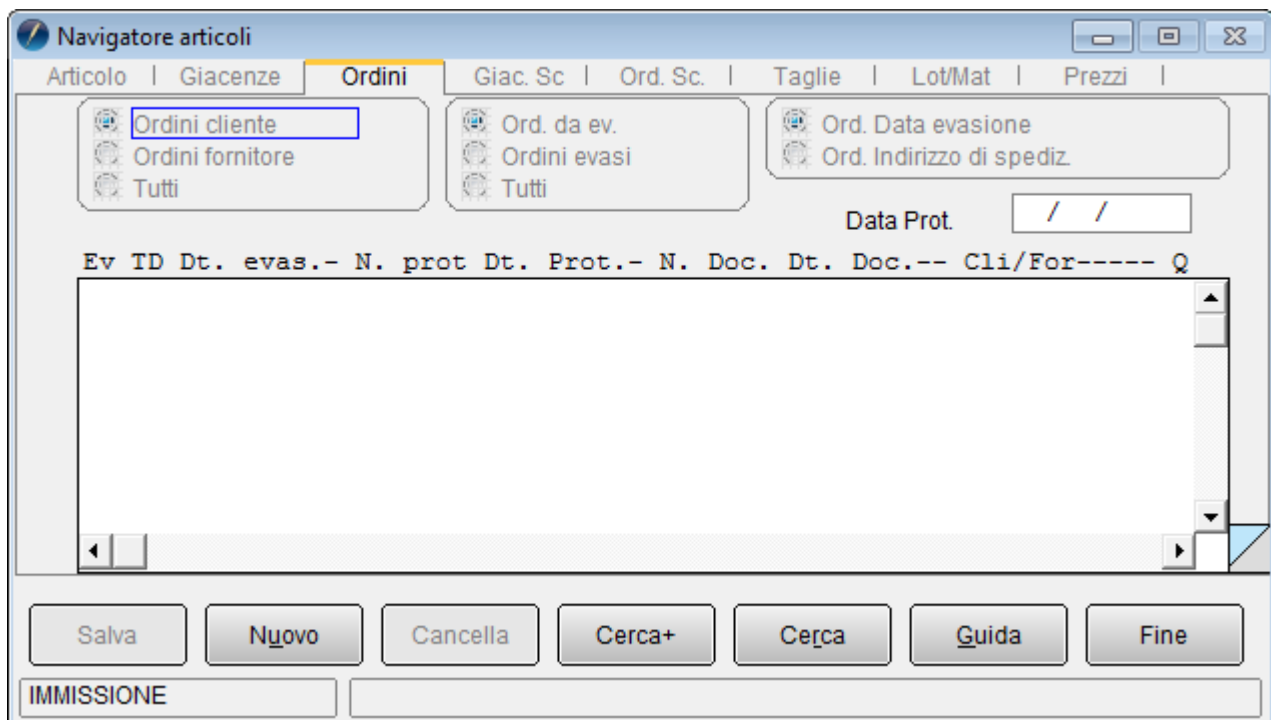 Navigatore articoli
Articolo | Giacenze Ordini Giac. Sc | Ord. Sc. | Taglie | Lot/Mat | Prezzi |
Ordini cliente Ord. da ev. Ord. Data evasione
Ordini fornitore Ordini evasi Ord. Indirizzo di spediz.
Tutti Tutti
Data Prot. / /
Ev TD Dt. evas.- N. prot Dt. Prot.- N. Doc. Dt. Doc.-- Cli/For----- Q
Salva Nuovo Cancella Cerca+ Cerca Guida Fine
IMMISSIONE